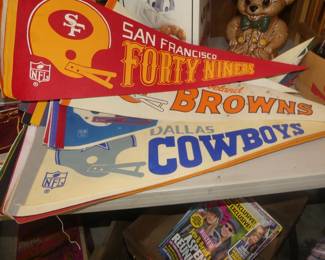 SF
SAN FRANCISCO
FORTY NINERS
NFL
BROWNS
DALLAS
COWBOYS
NFL